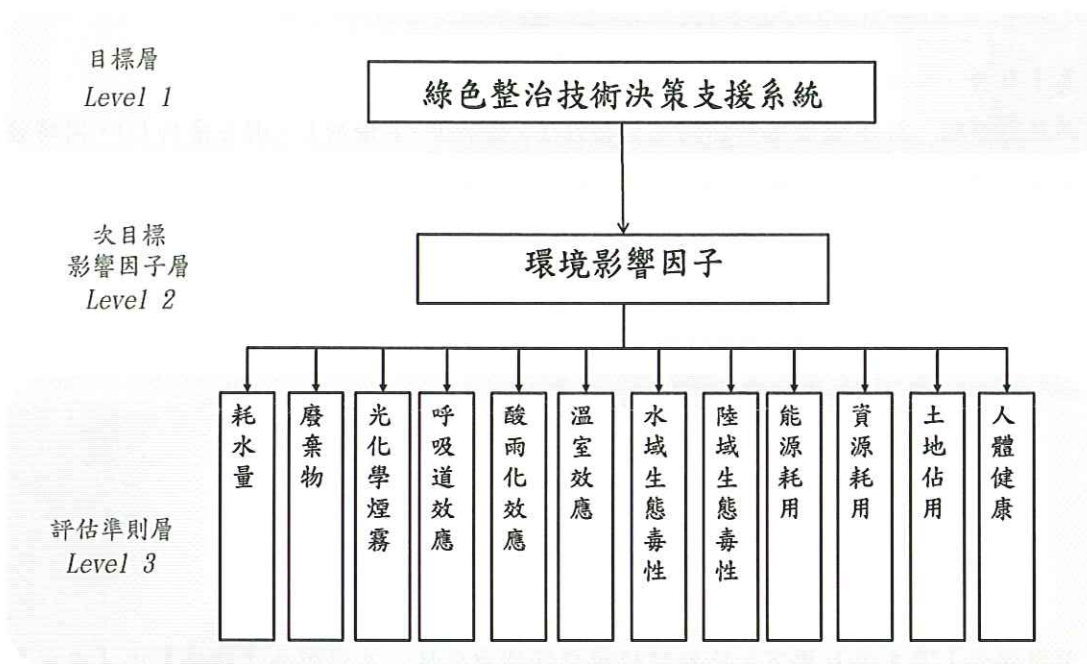 目標層
Level 1
綠色整治技術決策支援系統
次目標
影響因子層
Level 2
環境影響因子
評估準則層
Level 3
耗水量
廢棄物
光化學煙霧
呼吸道效應
酸雨化效應
溫室效應
水域生態毒性
陸域生態毒性
能源耗用
資源耗用
土地佔用
人體健康